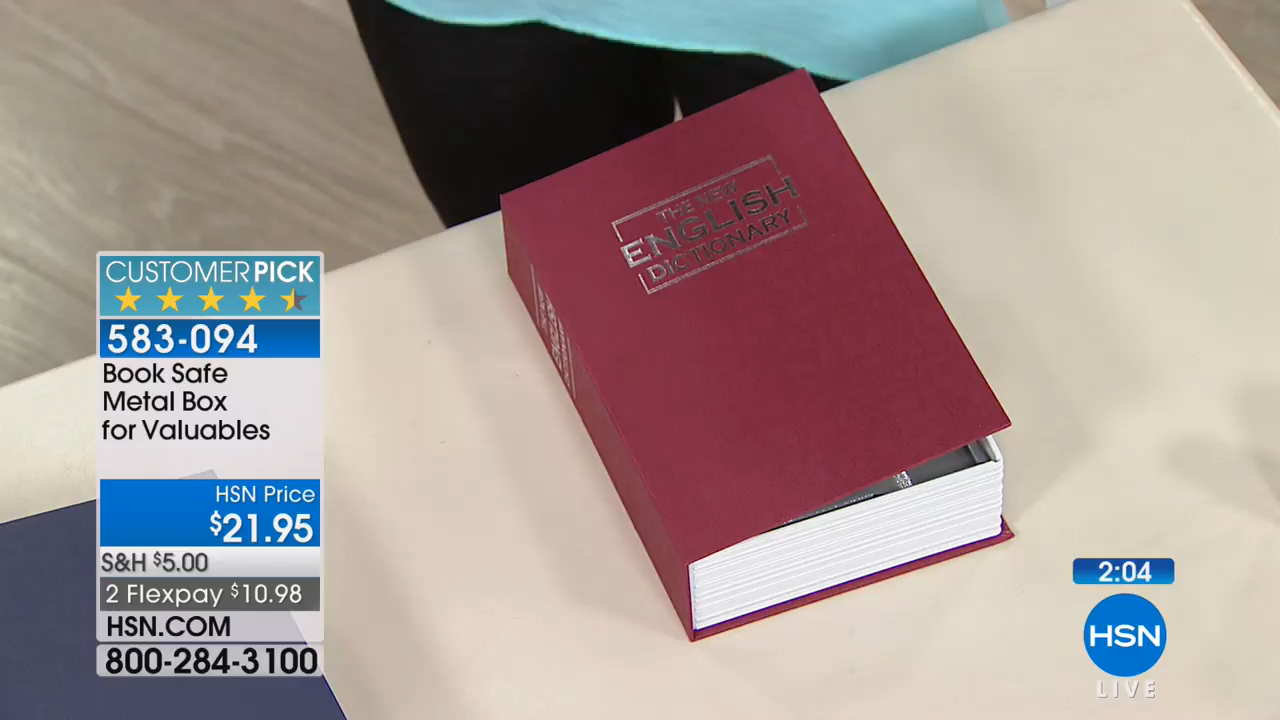 THE NEW
ENGLISH
DICTIONARY
CUSTOMER PICK
583-094
Book Safe
Metal Box
for Valuables
HSN Price
$21.95
S&H $5.00
2 Flexpay $10.98
HSN.COM
800-284-3100
2:04
HSN
LIVE